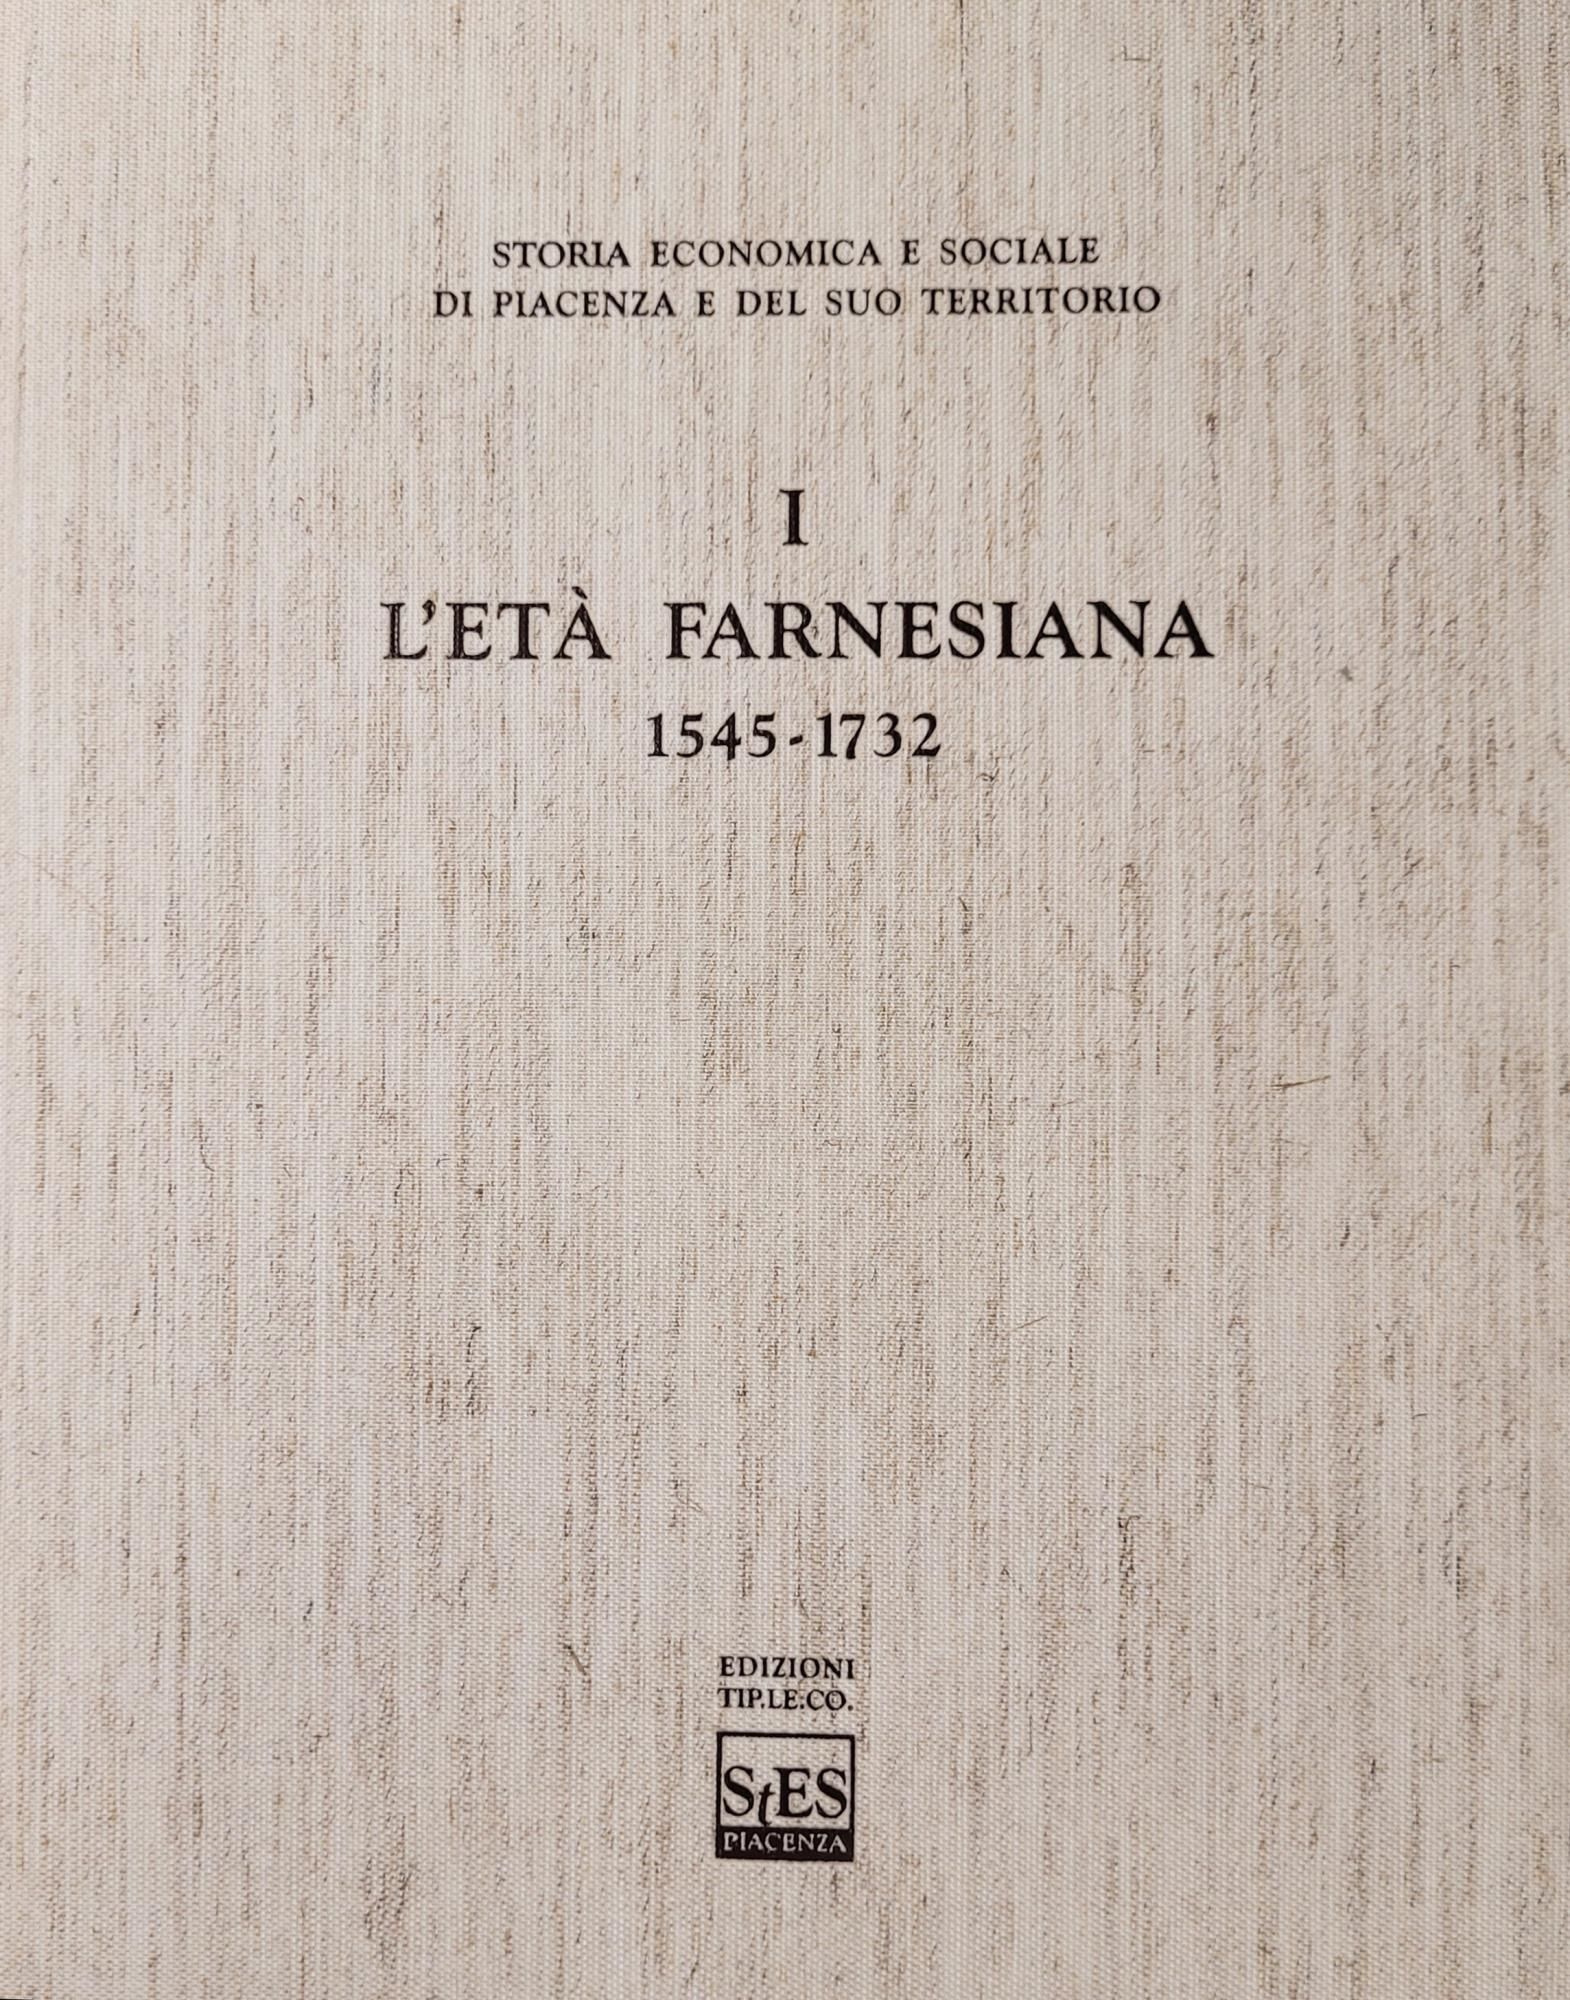 STORIA ECONOMICA E SOCIALE
DI PIACENZA E DEL SUO TERRITORIO
I
L'ETÀ FARNESIANA
1545-1732
EDIZIONI
TIP.LE.CO.
StES
PIACENZA